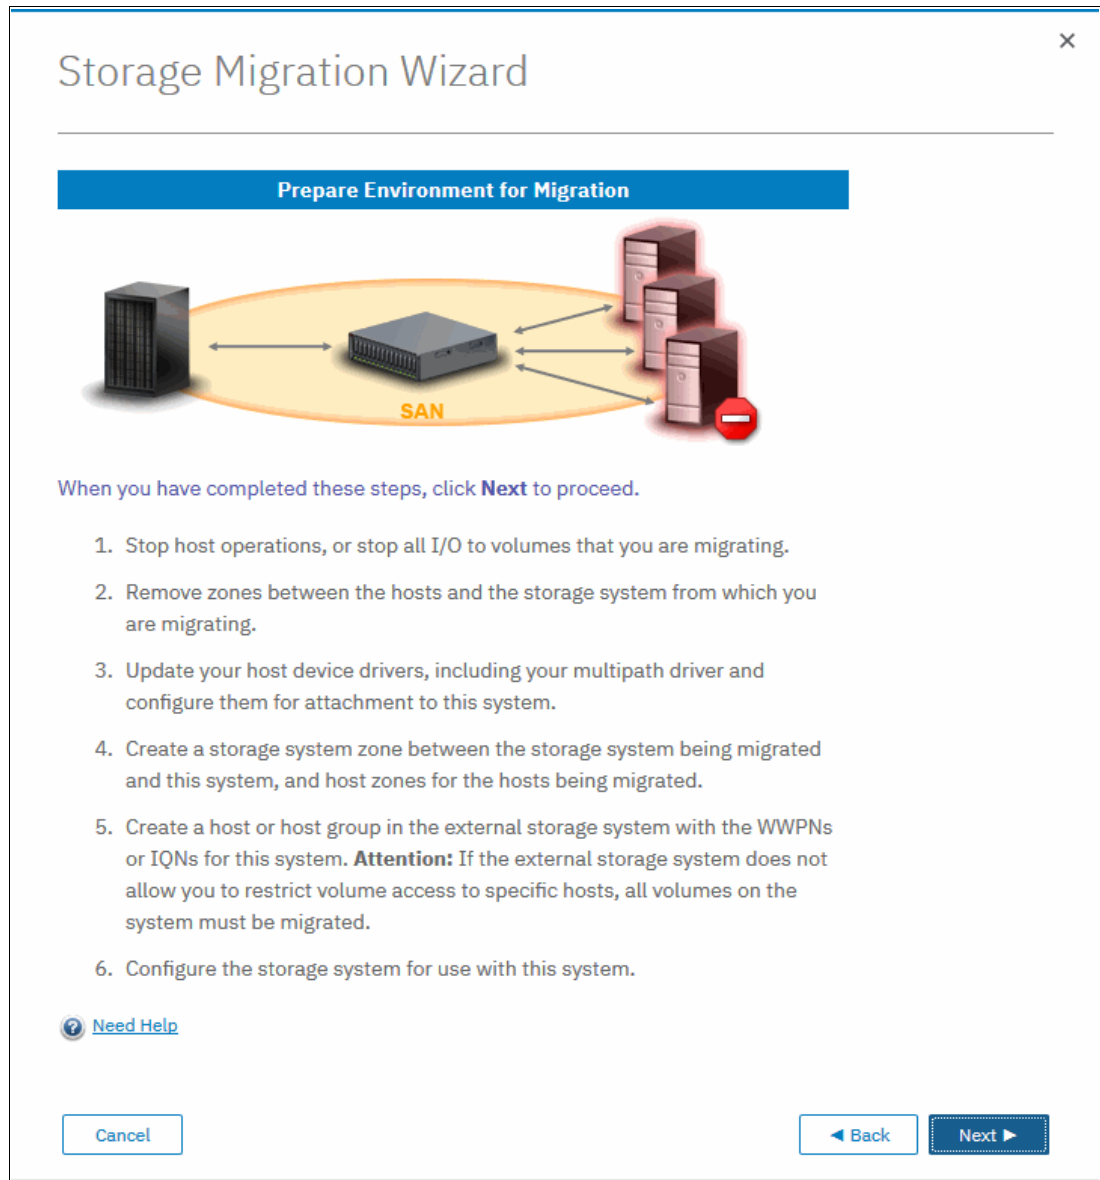 Storage Migration Wizard
Prepare Environment for Migration
SAN
When you have completed these steps, click Next to proceed.
1. Stop host operations, or stop all I/O to volumes that you are migrating.
2. Remove zones between the hosts and the storage system from which you
are migrating.
3. Update your host device drivers, including your multipath driver and
configure them for attachment to this system.
4. Create a storage system zone between the storage system being migrated
and this system, and host zones for the hosts being migrated.
5. Create a host or host group in the external storage system with the WWPNs
or IQNs for this system. Attention: If the external storage system does not
allow you to restrict volume access to specific hosts, all volumes on the
system must be migrated.
6. Configure the storage system for use with this system.
Need Help
Cancel
Back
Next